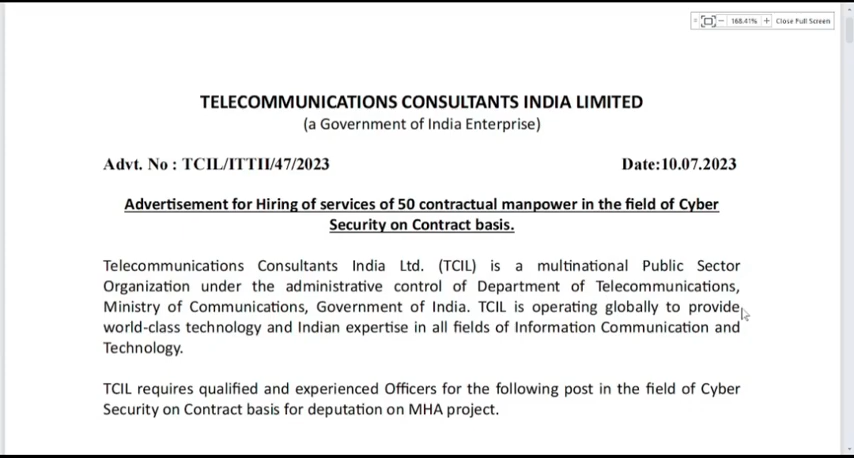 168.41%
Close Full Screen
TELECOMMUNICATIONS CONSULTANTS INDIA LIMITED
(a Government of India Enterprise)
Advt. No : TCIL/ITTII/47/2023 Date:10.07.2023
Advertisement for Hiring of services of 50 contractual manpower in the field of Cyber
Security on Contract basis.
Telecommunications Consultants India Ltd. (TCIL) is a multinational Public Sector
Organization under the administrative control of Department of Telecommunications,
Ministry of Communications, Government of India. TCIL is operating globally to provide
world-class technology and Indian expertise in all fields of Information Communication and
Technology.
TCIL requires qualified and experienced Officers for the following post in the field of Cyber
Security on Contract basis for deputation on MHA project.